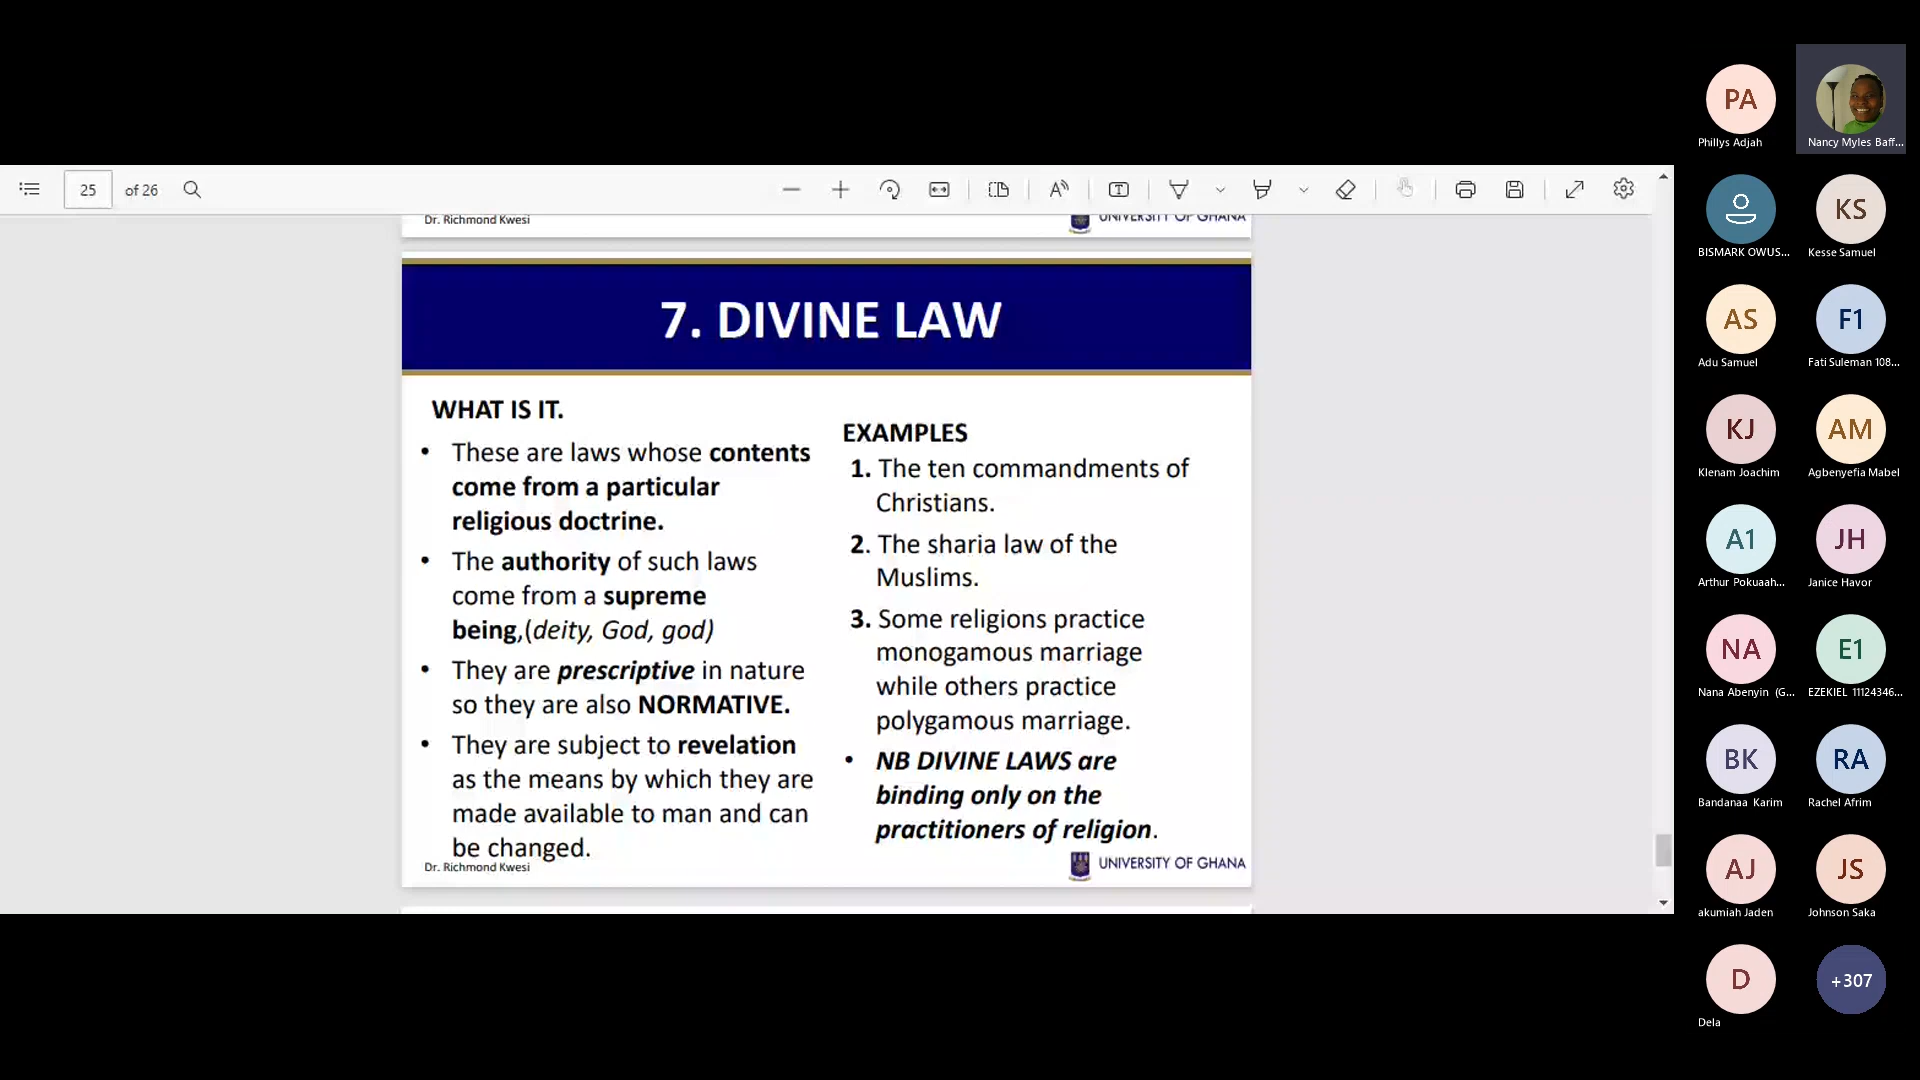 25 of 26
Dr. Richmond Kwesi
UNIVERSITY OF GHANA
7. DIVINE LAW
WHAT IS IT.
• These are laws whose contents
come from a particular
religious doctrine.
• The authority of such laws
come from a supreme
being,(deity, God, god)
• They are prescriptive in nature
so they are also NORMATIVE.
• They are subject to revelation
as the means by which they are
made available to man and can
be changed.
Dr. Richmond Kwesi
EXAMPLES
1. The ten commandments of
Christians.
2. The sharia law of the
Muslims.
3. Some religions practice
monogamous marriage
while others practice
polygamous marriage.
• NB DIVINE LAWS are
binding only on the
practitioners of religion.
UNIVERSITY OF GHANA
PA
Phillys Adjah
Nancy Myles Baff...
BISMARK OWUS...
KS
Kesse Samuel
AS
Adu Samuel
F1
Fati Suleman 108...
KJ
Klenam Joachim
AM
Agbenyefia Mabel
A1
Arthur Pokuaah...
JH
Janice Havor
NA
Nana Abenyin (G...
E1
EZEKIEL 11124346...
BK
Bandanaa Karim
RA
Rachel Afrim
AJ
akumiah Jaden
JS
Johnson Saka
D
Dela
+307